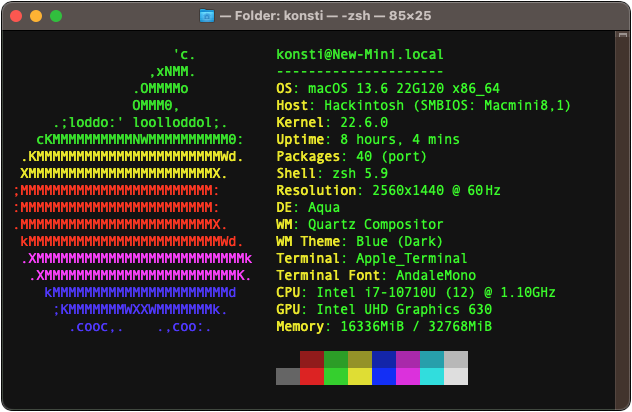 — Folder: konsti — -zsh — 85×25
'c. konsti@New-Mini.local
,xNMM. ---------------------
.OMMMMo OS: macOS 13.6 22G120 x86_64
OMMM0, Host: Hackintosh (SMBIOS: Macmini8,1)
.;loddo:' loolloddol;. Kernel: 22.6.0
cKMMMMMMMMMMNWMMMMMMMMMM0: Uptime: 8 hours, 4 mins
.KMMMMMMMMMMMMMMMMMMMMMMMWd. Packages: 40 (port)
XMMMMMMMMMMMMMMMMMMMMMMMX. Shell: zsh 5.9
;MMMMMMMMMMMMMMMMMMMMMMMM: Resolution: 2560x1440 @ 60Hz
:MMMMMMMMMMMMMMMMMMMMMMMM: DE: Aqua
.MMMMMMMMMMMMMMMMMMMMMMMMX. WM: Quartz Compositor
kMMMMMMMMMMMMMMMMMMMMMMMMWd. WM Theme: Blue (Dark)
.XMMMMMMMMMMMMMMMMMMMMMMMMMMk Terminal: Apple_Terminal
.XMMMMMMMMMMMMMMMMMMMMMMMMK. Terminal Font: AndaleMono
kMMMMMMMMMMMMMMMMMMMMMMd CPU: Intel i7-10710U (12) @ 1.10GHz
;KMMMMMMMWXXWMMMMMMMk. GPU: Intel UHD Graphics 630
.cooc,. .,coo:. Memory: 16336MiB / 32768MiB